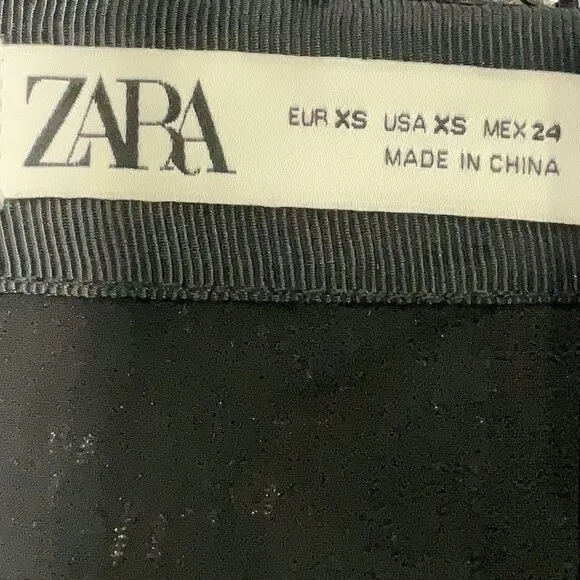 ZARA
EUR XS USA XS MEX 24
MADE IN CHINA